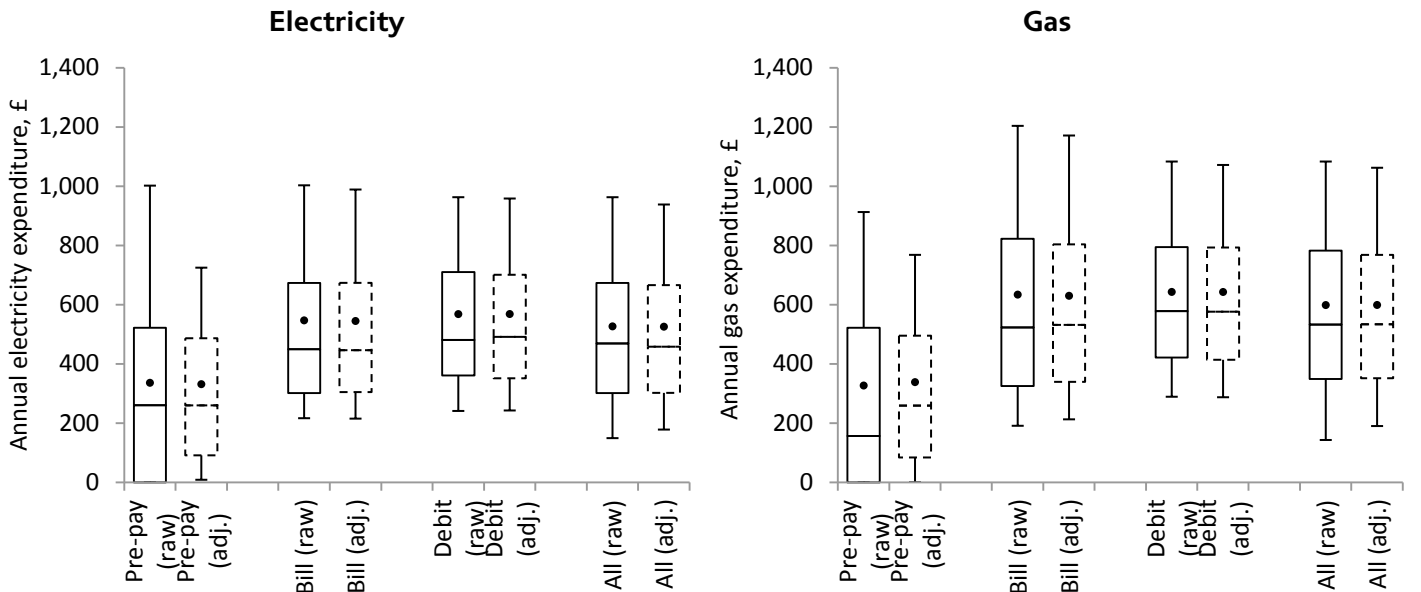 Electricity
Annual electricity expenditure, £
1,400
1,200
1,000
800
600
400
200
0
Pre-pay
(raw)
Pre-pay
(adj.)
Bill (raw)
Bill (adj.)
Debit
(raw)
Debit
(adj.)
All (raw)
All (adj.)
Gas
Annual gas expenditure, £
1,400
1,200
1,000
800
600
400
200
0
Pre-pay
(raw)
Pre-pay
(adj.)
Bill (raw)
Bill (adj.)
Debit
(raw)
Debit
(adj.)
All (raw)
All (adj.)